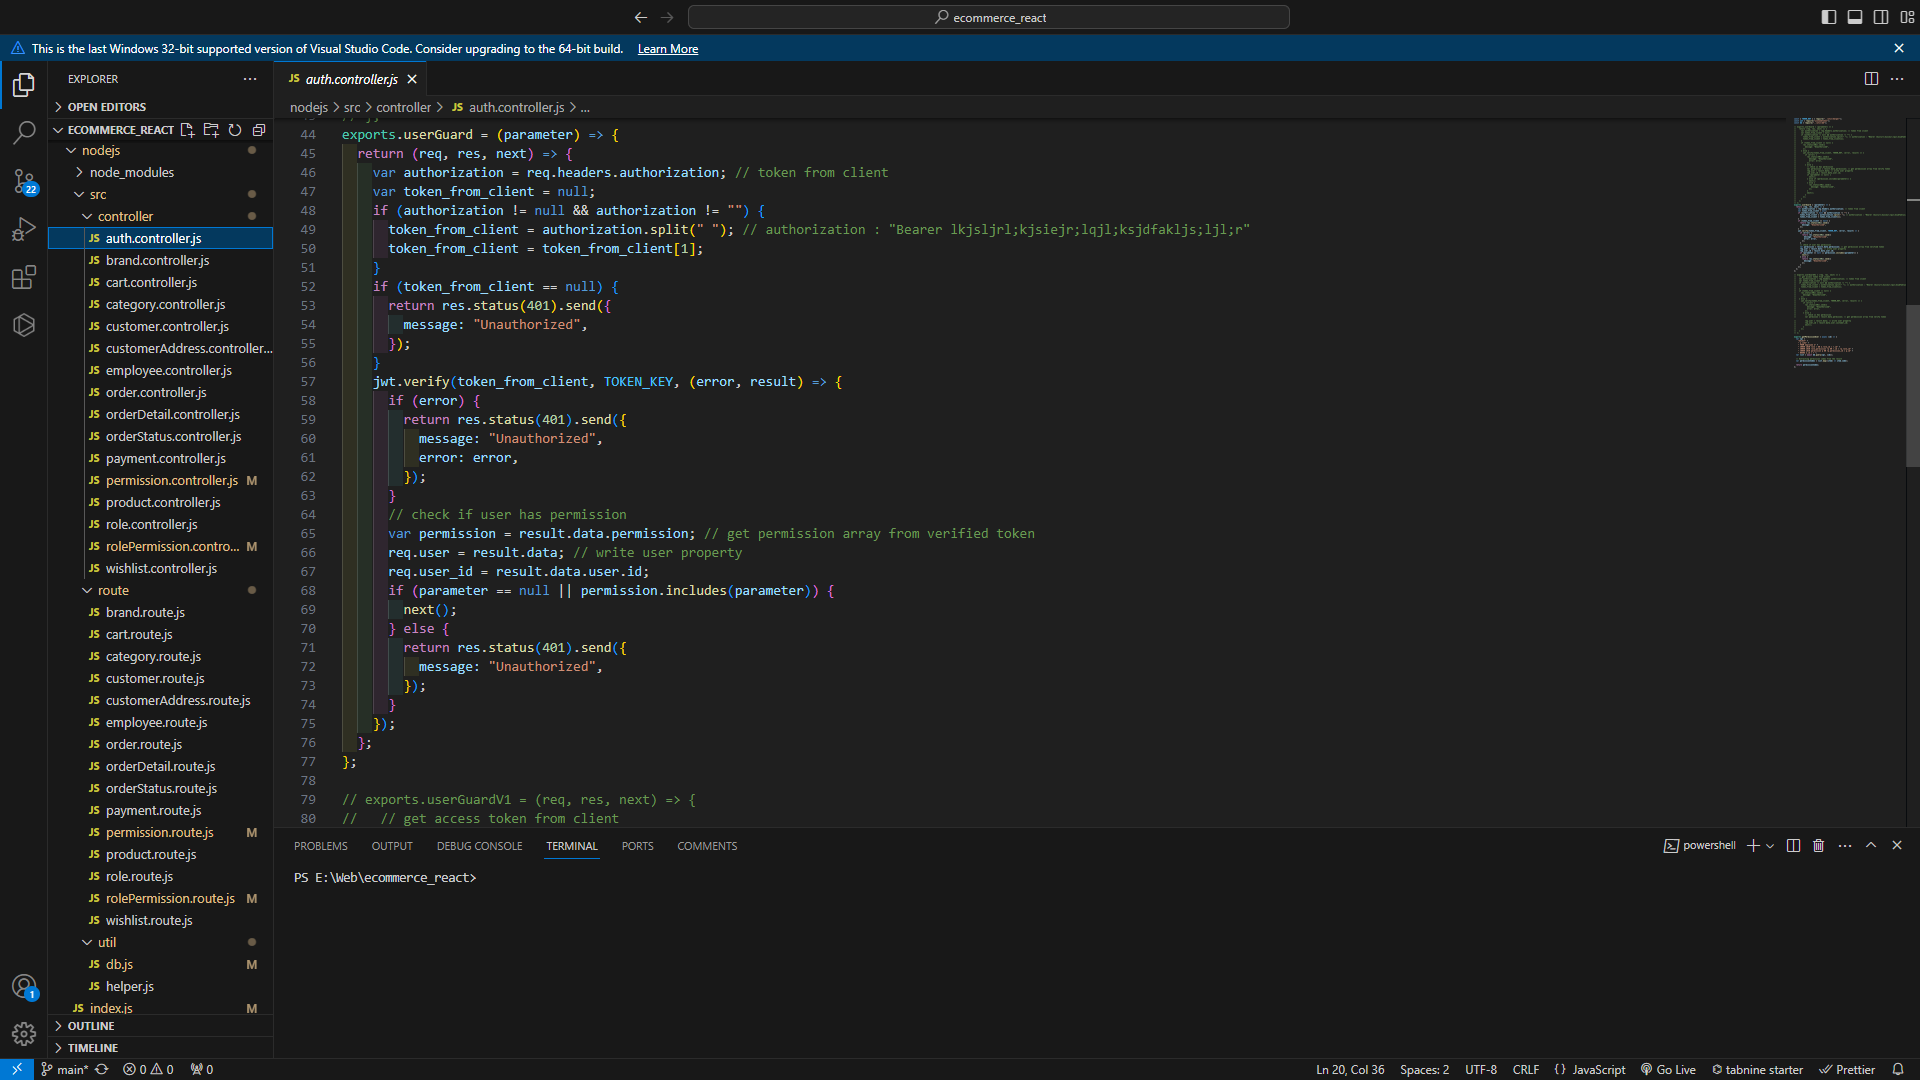 ecommerce_react
This is the last Windows 32-bit supported version of Visual Studio Code. Consider upgrading to the 64-bit build. Learn More
EXPLORER
OPEN EDITORS
ECOMMERCE_REACT
nodejs
node_modules
src
controller
JS auth.controller.js
JS brand.controller.js
JS cart.controller.js
JS category.controller.js
JS customer.controller.js
JS customerAddress.controller...
JS employee.controller.js
JS order.controller.js
JS orderDetail.controller.js
JS orderStatus.controller.js
JS payment.controller.js
JS permission.controller.js M
JS product.controller.js
JS role.controller.js
JS rolePermission.contro... M
JS wishlist.controller.js
route
JS brand.route.js
JS cart.route.js
JS category.route.js
JS customer.route.js
JS customerAddress.route.js
JS employee.route.js
JS order.route.js
JS orderDetail.route.js
JS orderStatus.route.js
JS payment.route.js
JS permission.route.js M
JS product.route.js
JS role.route.js
JS rolePermission.route.js M
JS wishlist.route.js
util
JS db.js M
JS helper.js
JS index.js M
OUTLINE
TIMELINE
22
1
JS auth.controller.js
nodejs > src > controller > JS auth.controller.js > ...
44 exports.userGuard = (parameter) => {
45 return (req, res, next) => {
46 var authorization = req.headers.authorization; // token from client
47 var token_from_client = null;
48 if (authorization != null && authorization != "") {
49 token_from_client = authorization.split(" "); // authorization : "Bearer lkjsljrl;kjsiejr;lqjl;ksjdfakljs;ljl;r"
50 token_from_client = token_from_client[1];
51 }
52 if (token_from_client == null) {
53 return res.status(401).send({
54 message: "Unauthorized",
55 });
56 }
57 jwt.verify(token_from_client, TOKEN_KEY, (error, result) => {
58 if (error) {
59 return res.status(401).send({
60 message: "Unauthorized",
61 error: error,
62 });
63 }
64 // check if user has permission
65 var permission = result.data.permission; // get permission array from verified token
66 req.user = result.data; // write user property
67 req.user_id = result.data.user.id;
68 if (parameter == null || permission.includes(parameter)) {
69 next();
70 } else {
71 return res.status(401).send({
72 message: "Unauthorized",
73 });
74 }
75 });
76 };
77 };
78
79 // exports.userGuardV1 = (req, res, next) => {
80 // // get access token from client
PROBLEMS OUTPUT DEBUG CONSOLE TERMINAL PORTS COMMENTS
powershell
PS E:\Web\ecommerce_react>
main* 0 0 0
Ln 20, Col 36 Spaces: 2 UTF-8 CRLF {} JavaScript Go Live tabnine starter Prettier